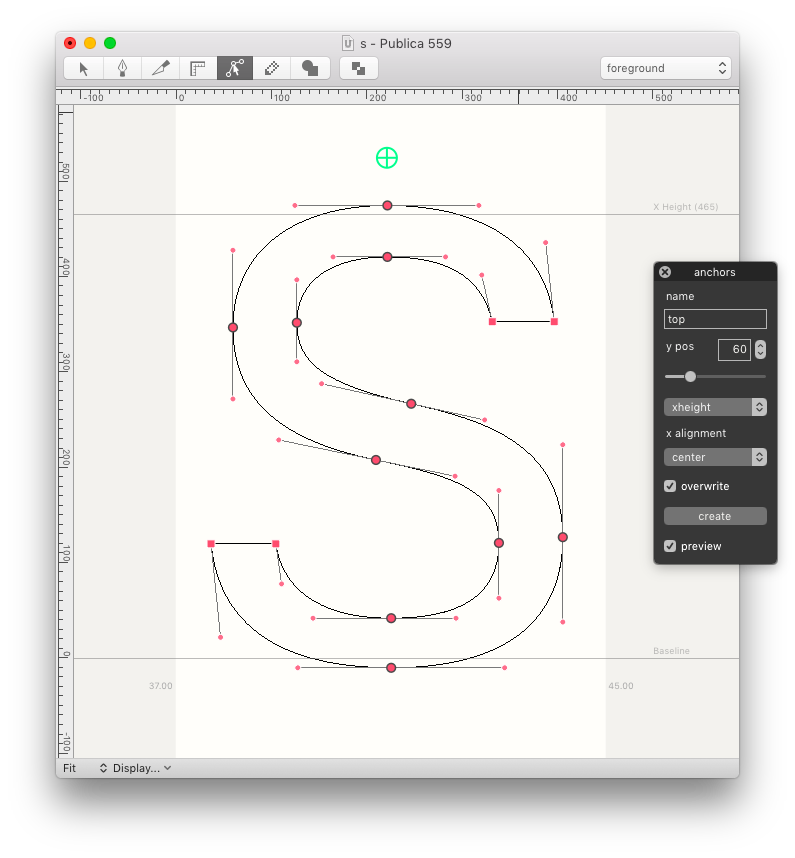 s - Publica 559
foreground
-100 0 100 200 300 400 500
500
X Height (465)
400
300
200
100
0
-100
anchors
name
top
y pos 60
xheight
x alignment
center
overwrite
create
preview
Baseline
37.00 45.00
Fit Display...